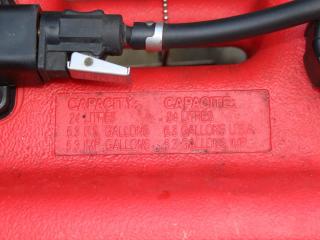 CAPACITY: CAPACITÉ:
24 LITRES 24 LITRES
6.3 U.S. GALLONS 6.3 GALLONS U.S.A.
5.3 IMP. GALLONS 5.3 GALLONS IMP.